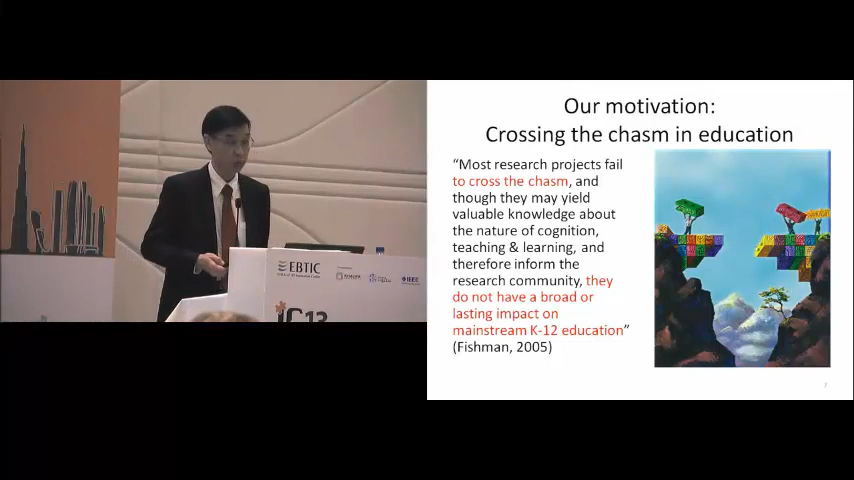 EBTIC
iC13
Our motivation:
Crossing the chasm in education
“Most research projects fail
to cross the chasm, and
though they may yield
valuable knowledge about
the nature of cognition,
teaching & learning, and
therefore inform the
research community, they
do not have a broad or
lasting impact on
mainstream K-12 education”
(Fishman, 2005)
7